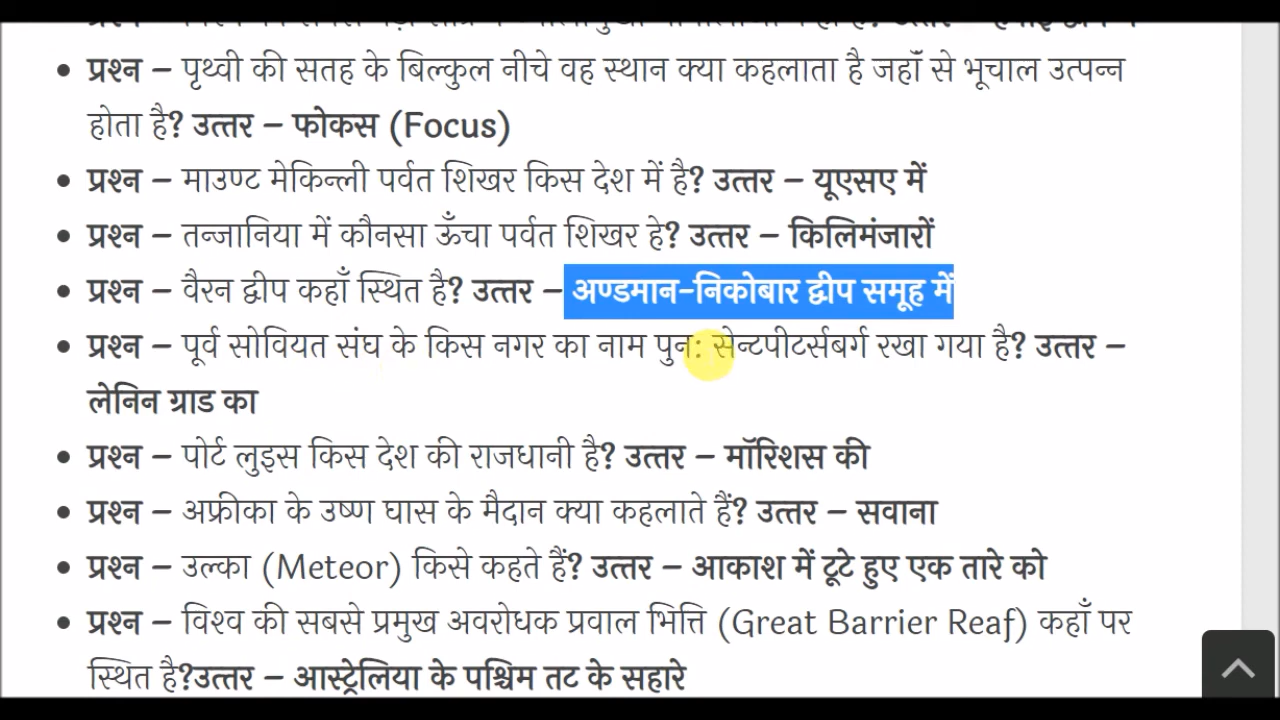 प्रश्न – पृथ्वी की सतह के बिल्कुल नीचे वह स्थान क्या कहलाता है जहाँ से भूचाल उत्पन्न
होता है? उत्तर – फोकस (Focus)
प्रश्न – माउण्ट मेकिन्ली पर्वत शिखर किस देश में है? उत्तर – यूएसए में
प्रश्न – तन्जानिया में कौनसा ऊँचा पर्वत शिखर हे? उत्तर – किलिमंजारों
प्रश्न – वैरन द्वीप कहाँ स्थित है? उत्तर – अण्डमान-निकोबार द्वीप समूह में
प्रश्न – पूर्व सोवियत संघ के किस नगर का नाम पुन: सेन्टपीटर्सबर्ग रखा गया है? उत्तर –
लेनिन ग्राड का
प्रश्न – पोर्ट लुइस किस देश की राजधानी है? उत्तर – मॉरिशस की
प्रश्न – अफ्रीका के उष्ण घास के मैदान क्या कहलाते हैं? उत्तर – सवाना
प्रश्न – उल्का (Meteor) किसे कहते हैं? उत्तर – आकाश में टूटे हुए एक तारे को
प्रश्न – विश्व की सबसे प्रमुख अवरोधक प्रवाल भित्ति (Great Barrier Reaf) कहाँ पर
स्थित है?उत्तर – आस्ट्रेलिया के पश्चिम तट के सहारे